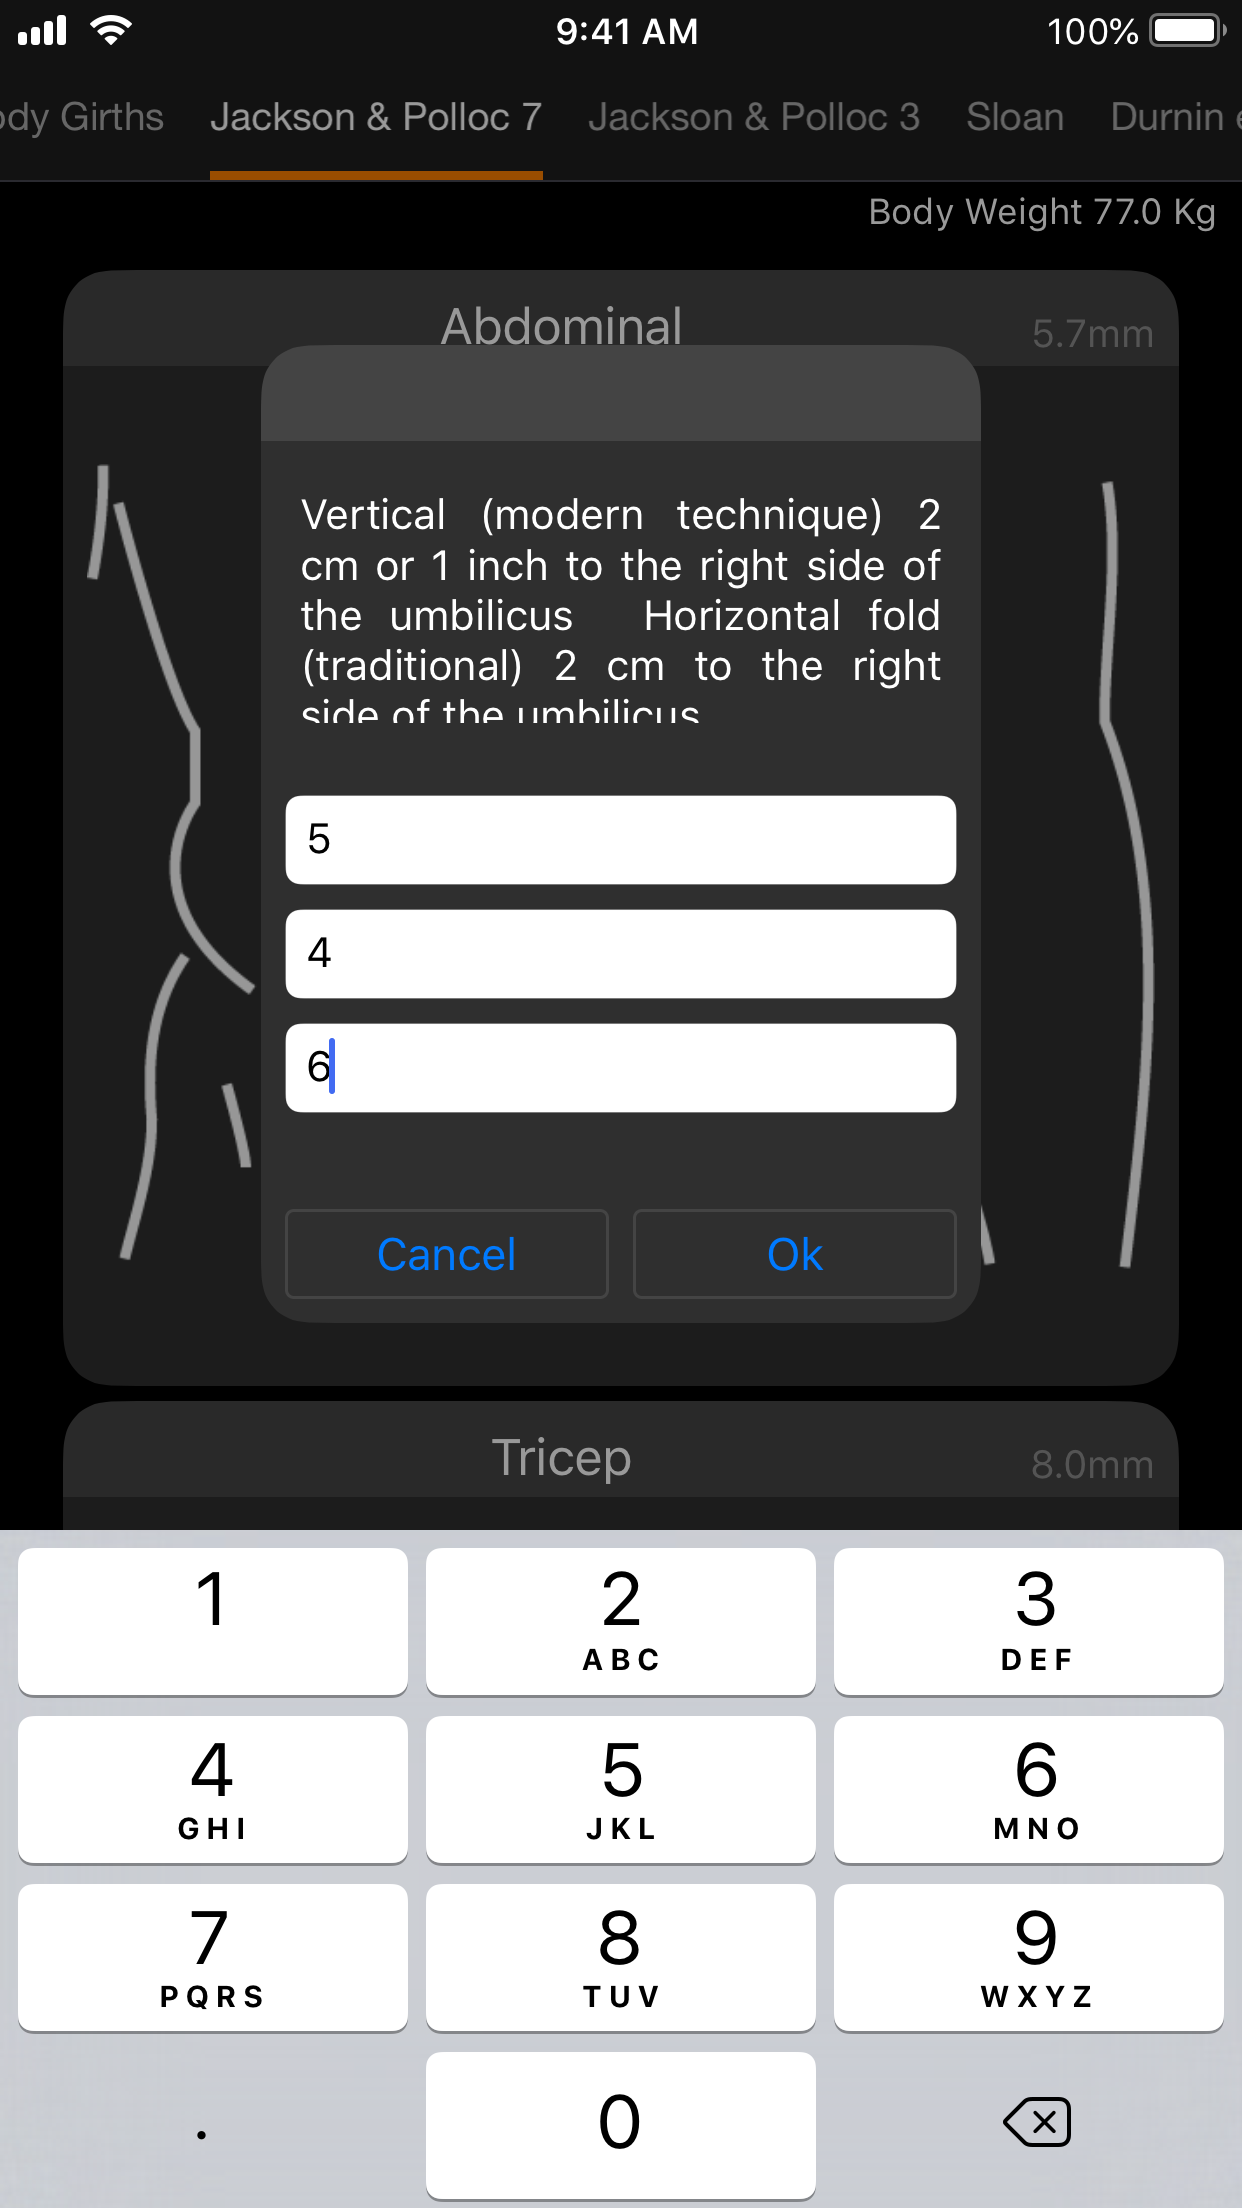 9:41 AM
100%
ody Girths Jackson & Polloc 7 Jackson & Polloc 3 Sloan Durnin e
Body Weight 77.0 Kg
Abdominal 5.7mm
Vertical (modern technique) 2
cm or 1 inch to the right side of
the umbilicus Horizontal fold
(traditional) 2 cm to the right
side of the umbilicus
5
4
6
Cancel Ok
Tricep 8.0mm
1 2 3
ABC DEF
4 5 6
GHI JKL MNO
7 8 9
PQRS TUV WXYZ
. 0